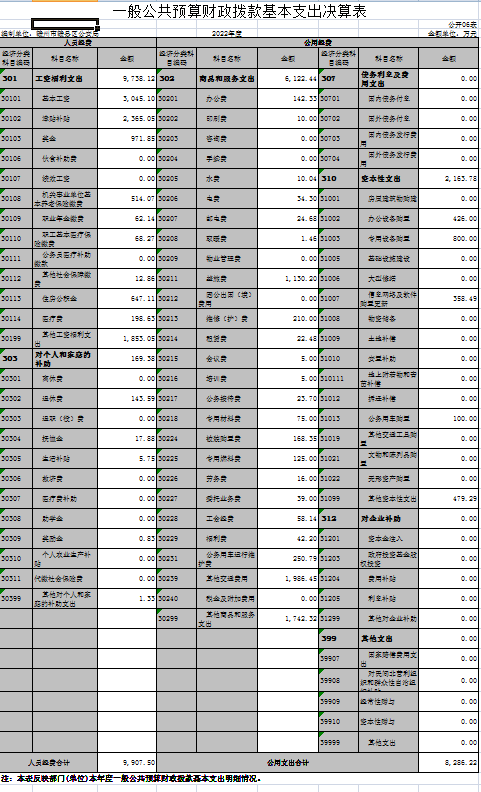 一般公共预算财政拨款基本支出决算表
公开06表
编制单位：赣州市赣县区公安局 2022年度 金额单位：万元
人员经费 公用经费
经济分类科目编码 科目名称 金额 经济分类科目编码 科目名称 金额 经济分类科目编码 科目名称 金额
301 工资福利支出 9,738.12 302 商品和服务支出 6,122.44 307 债务利息及费用支出 0.00
30101 基本工资 3,045.10 30201 办公费 142.33 30701 国内债务付息 0.00
30102 津贴补贴 2,365.05 30202 印刷费 10.00 30702 国外债务付息 0.00
30103 奖金 971.85 30203 咨询费 0.00 30703 国内债务发行费用 0.00
30106 伙食补助费 0.00 30204 手续费 0.00 30704 国外债务发行费用 0.00
30107 绩效工资 0.00 30205 水费 10.04 310 资本性支出 2,163.78
30108 机关事业单位基本养老保险缴费 514.07 30206 电费 34.30 31001 房屋建筑物购建 0.00
30109 职业年金缴费 62.14 30207 邮电费 24.68 31002 办公设备购置 426.00
30110 职工基本医疗保险缴费 68.27 30208 取暖费 1.46 31003 专用设备购置 800.00
30111 公务员医疗补助缴费 0.00 30209 物业管理费 0.00 31005 基础设施建设 0.00
30112 其他社会保障缴费 12.86 30211 差旅费 1,130.20 31006 大型修缮 0.00
30113 住房公积金 647.11 30212 因公出国（境）费用 0.00 31007 信息网络及软件购置更新 358.49
30114 医疗费 198.63 30213 维修（护）费 210.00 31008 物资储备 0.00
30199 其他工资福利支出 1,853.05 30214 租赁费 22.48 31009 土地补偿 0.00
303 对个人和家庭的补助 169.38 30215 会议费 5.00 31010 安置补助 0.00
30301 离休费 0.00 30216 培训费 5.00 310111 地上附着物和青苗补偿 0.00
30302 退休费 143.59 30217 公务接待费 23.70 31012 拆迁补偿 0.00
30303 退职（役）费 0.00 30218 专用材料费 75.00 31013 公务用车购置 100.00
30304 抚恤金 17.88 30224 被装购置费 168.35 31019 其他交通工具购置 0.00
30305 生活补贴 5.75 30225 专用燃料费 125.00 31021 文物和陈列品购置 0.00
30306 救济费 0.00 30226 劳务费 16.00 31022 无形资产购置 0.00
30307 医疗费补助 0.00 30227 委托业务费 39.00 31099 其他资本性支出 479.29
30308 助学金 0.00 30228 工会经费 58.14 312 对企业补助 0.00
30309 奖励金 0.83 30229 福利费 42.20 31201 资本金注入 0.00
30310 个人农业生产补贴 0.00 30231 公务用车运行维护费 250.79 31203 政府投资基金股权投资 0.00
30311 代缴社会保险费 0.00 30239 其他交通费用 1,986.45 31204 费用补贴 0.00
30399 其他对个人和家庭的补助支出 1.33 30240 税金及附加费用 0.00 31205 利息补贴 0.00
30299 其他商品和服务支出 1,742.32 31299 其他对企业补助 0.00
399 其他支出 0.00
39907 国家赔偿费用支出 0.00
39908 对民间非营利组织和群众性自治组织补贴 0.00
39909 经常性赠与 0.00
39910 资本性赠与 0.00
39999 其他支出 0.00
人员经费合计 9,907.50 公用支出合计 8,286.22
注：本表反映部门(单位)本年度一般公共预算财政拨款基本支出明细情况。